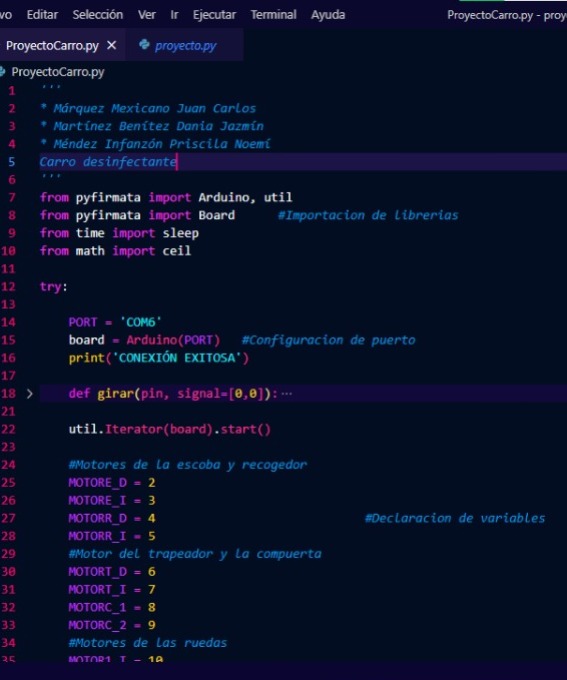 vo Editar Selección Ver Ir Ejecutar Terminal Ayuda ProyectoCarro.py - proy
ProyectoCarro.py × proyecto.py
ProyectoCarro.py
1 '''
2 * Márquez Mexicano Juan Carlos
3 * Martínez Benítez Dania Jazmín
4 * Méndez Infanzón Priscila Noemí
5 Carro desinfectante
6 '''
7 from pyfirmata import Arduino, util
8 from pyfirmata import Board #Importacion de librerias
9 from time import sleep
10 from math import ceil
11
12 try:
13
14 PORT = 'COM6'
15 board = Arduino(PORT) #Configuracion de puerto
16 print('CONEXIÓN EXITOSA')
17
18 > def girar(pin, signal=[0,0]):…
21
22 util.Iterator(board).start()
23
24 #Motores de la escoba y recogedor
25 MOTORE_D = 2
26 MOTORE_I = 3
27 MOTORR_D = 4 #Declaracion de variables
28 MOTORR_I = 5
29 #Motor del trapeador y la compuerta
30 MOTORT_D = 6
31 MOTORT_I = 7
32 MOTORC_1 = 8
33 MOTORC_2 = 9
34 #Motores de las ruedas
35 MOTOR1_I = 10